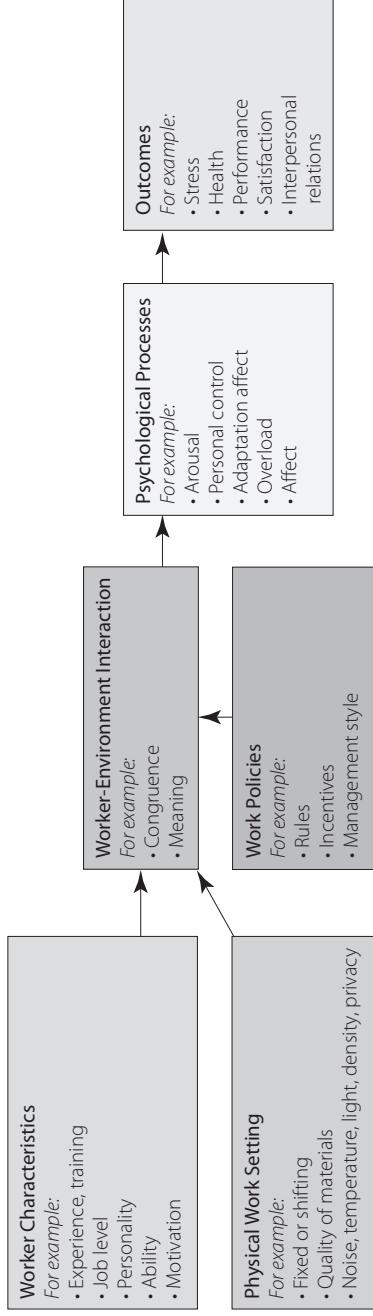 Worker Characteristics
For example:
• Experience, training
• Job level
• Personality
• Ability
• Motivation
Physical Work Setting
For example:
• Fixed or shifting
• Quality of materials
• Noise, temperature, light, density, privacy
Worker-Environment Interaction
For example:
• Congruence
• Meaning
Work Policies
For example:
• Rules
• Incentives
• Management style
Psychological Processes
For example:
• Arousal
• Personal control
• Adaptation affect
• Overload
• Affect
Outcomes
For example:
• Stress
• Health
• Performance
• Satisfaction
• Interpersonal
relations